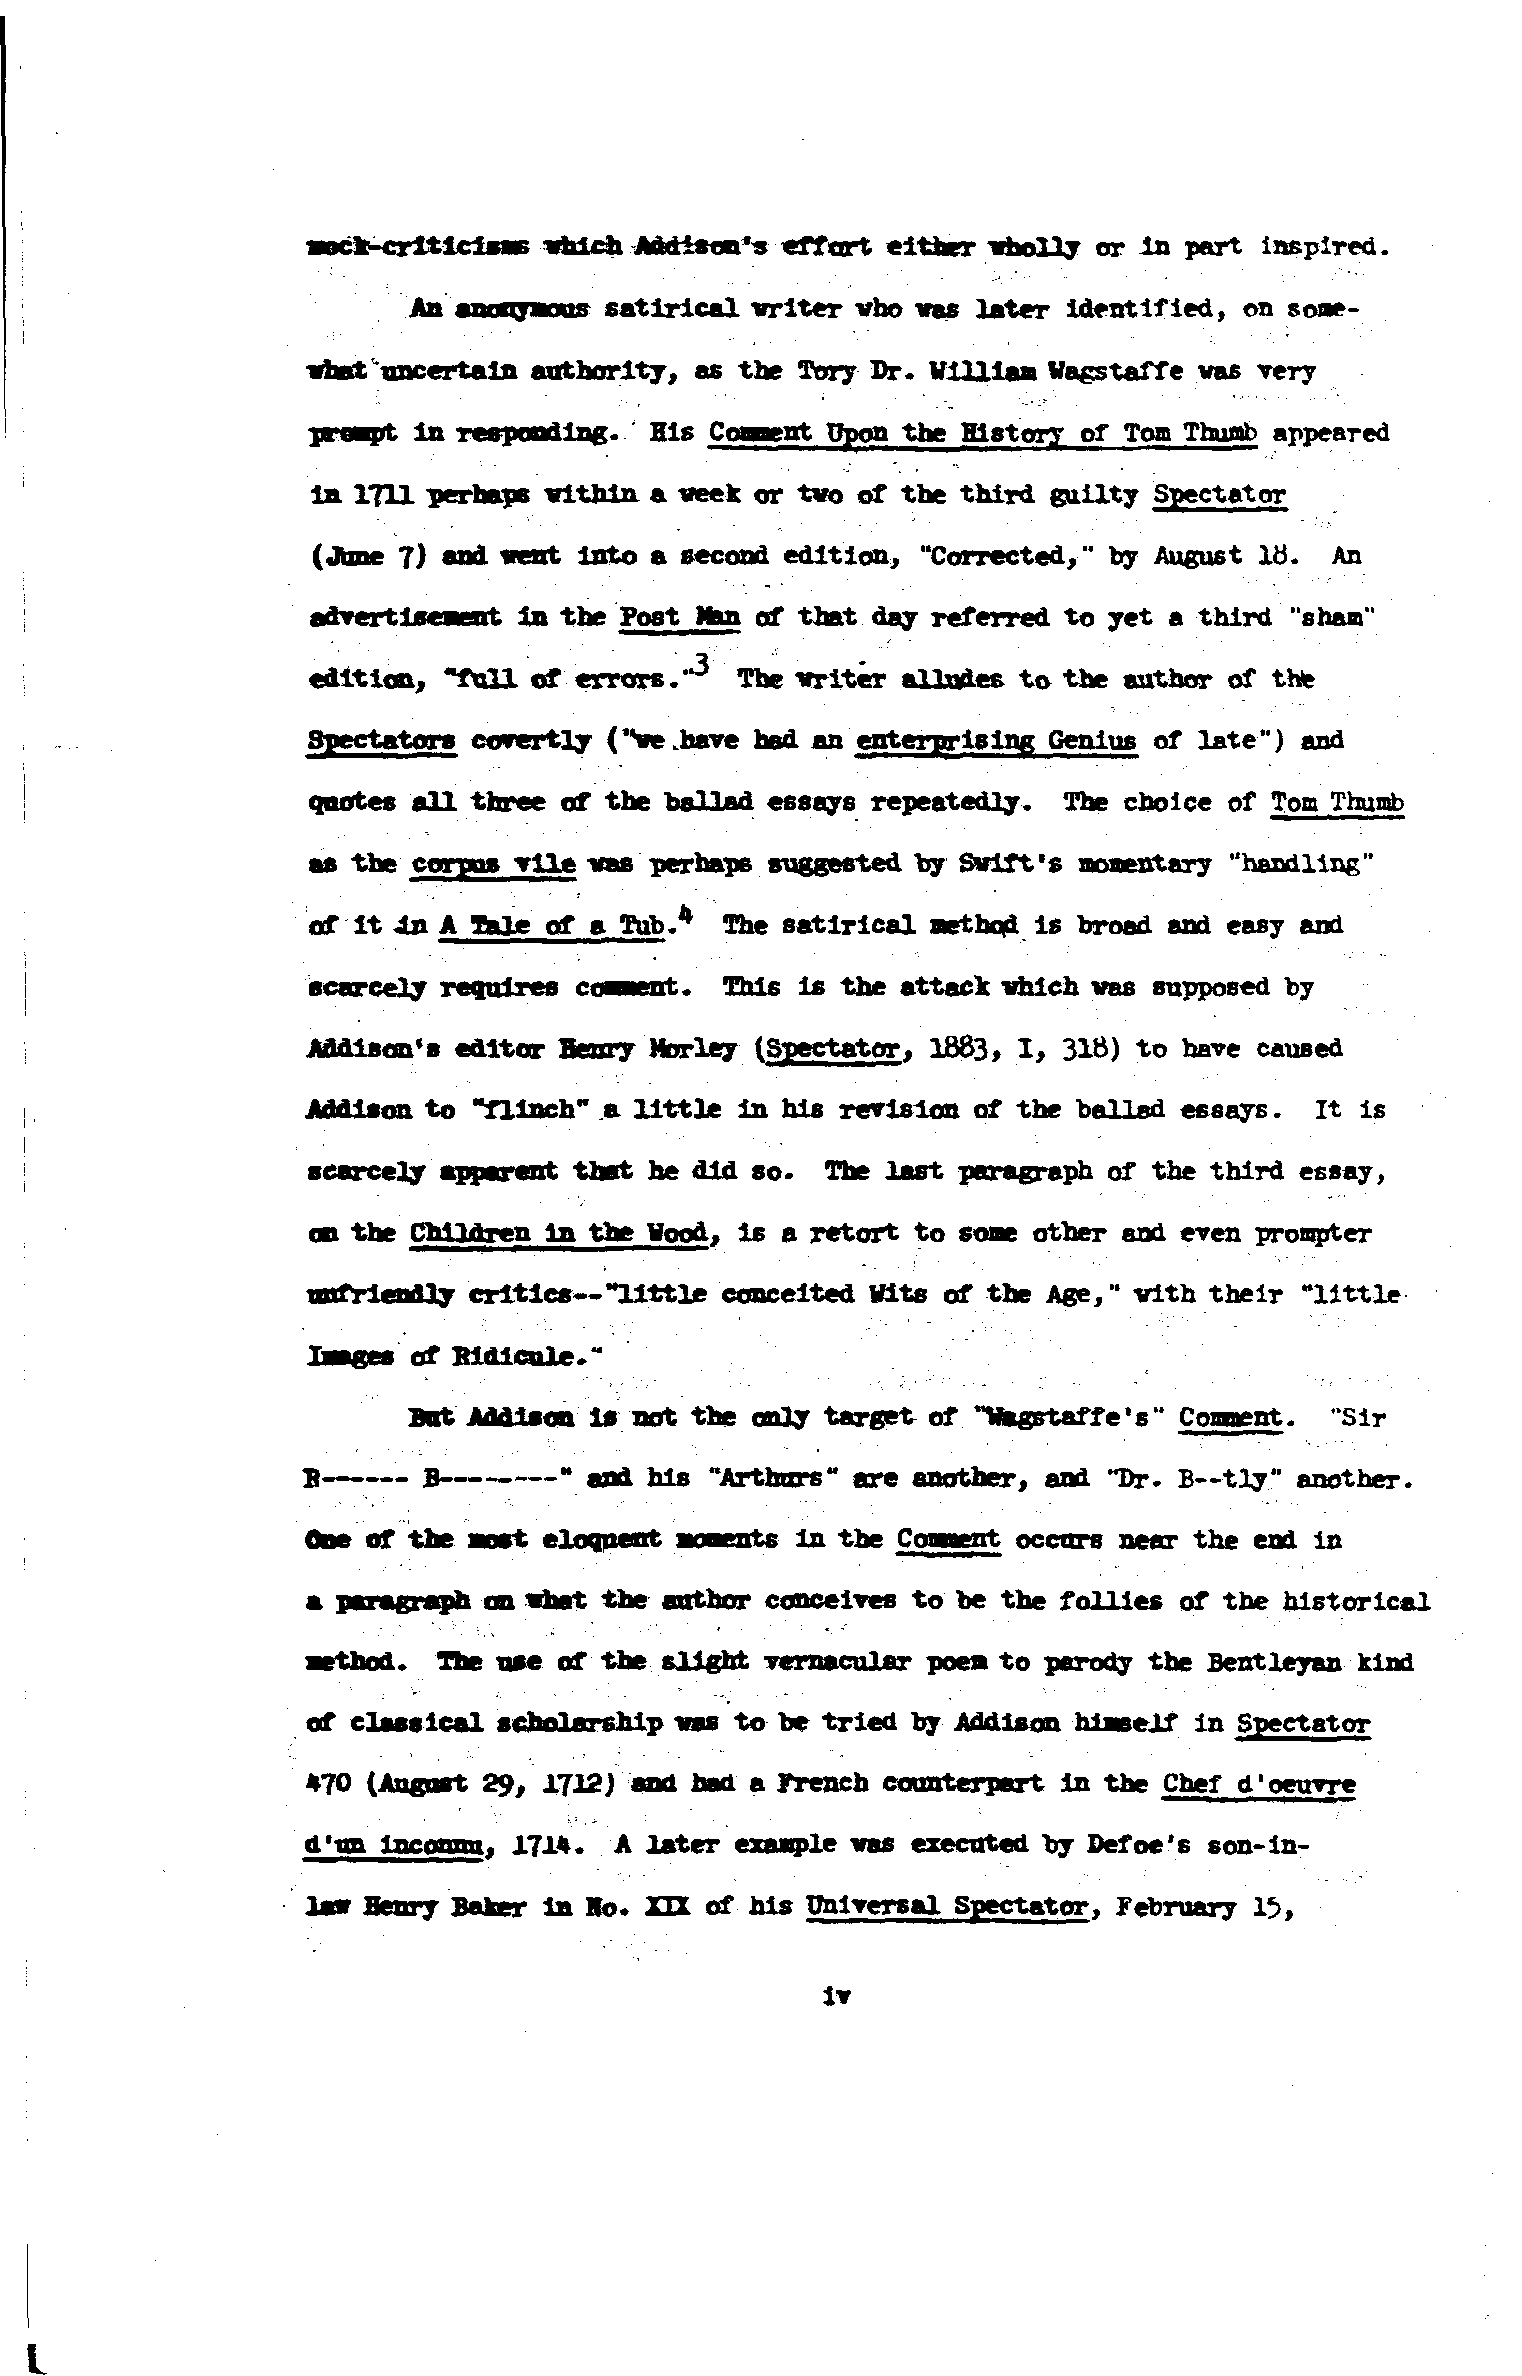 mock-criticisms which Addison's effort either wholly or in part inspired.
An anonymous satirical writer who was later identified, on some-
what uncertain authority, as the Tory Dr. William Wagstaffe was very
prompt in responding. His Comment Upon the History of Tom Thumb appeared
in 1711 perhaps within a week or two of the third guilty Spectator
(June 7) and went into a second edition, "Corrected," by August 18. An
advertisement in the Post Man of that day referred to yet a third "sham"
edition, "full of errors."3 The writer alludes to the author of the
Spectators covertly ("we have had an enterprising Genius of late") and
quotes all three of the ballad essays repeatedly. The choice of Tom Thumb
as the corpus vile was perhaps suggested by Swift's momentary "handling"
of it in A Tale of a Tub.4 The satirical method is broad and easy and
scarcely requires comment. This is the attack which was supposed by
Addison's editor Henry Morley (Spectator, 1883, I, 318) to have caused
Addison to "flinch" a little in his revision of the ballad essays. It is
scarcely apparent that he did so. The last paragraph of the third essay,
on the Children in the Wood, is a retort to some other and even prompter
unfriendly critics--"little conceited Wits of the Age," with their "little
Images of Ridicule."
But Addison is not the only target of "Wagstaffe's" Comment. "Sir
B------ B--------" and his "Arthurs" are another, and "Dr. B--tly" another.
One of the most eloquent moments in the Comment occurs near the end in
a paragraph on what the author conceives to be the follies of the historical
method. The use of the slight vernacular poem to parody the Bentleyan kind
of classical scholarship was to be tried by Addison himself in Spectator
470 (August 29, 1712) and had a French counterpart in the Chef d'oeuvre
d'un inconnu, 1714. A later example was executed by Defoe's son-in-
law Henry Baker in No. XIX of his Universal Spectator, February 15,
iv